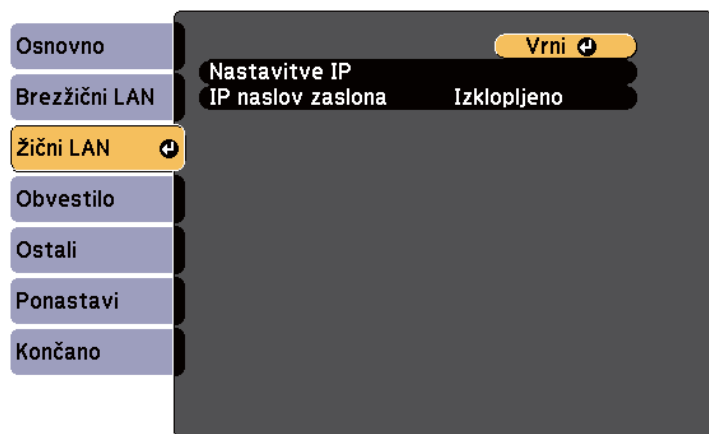 Osnovno
Brezžični LAN
Žični LAN
Obvestilo
Ostali
Ponastavi
Končano
Vrni
Nastavitve IP
IP naslov zaslona Izklopljeno